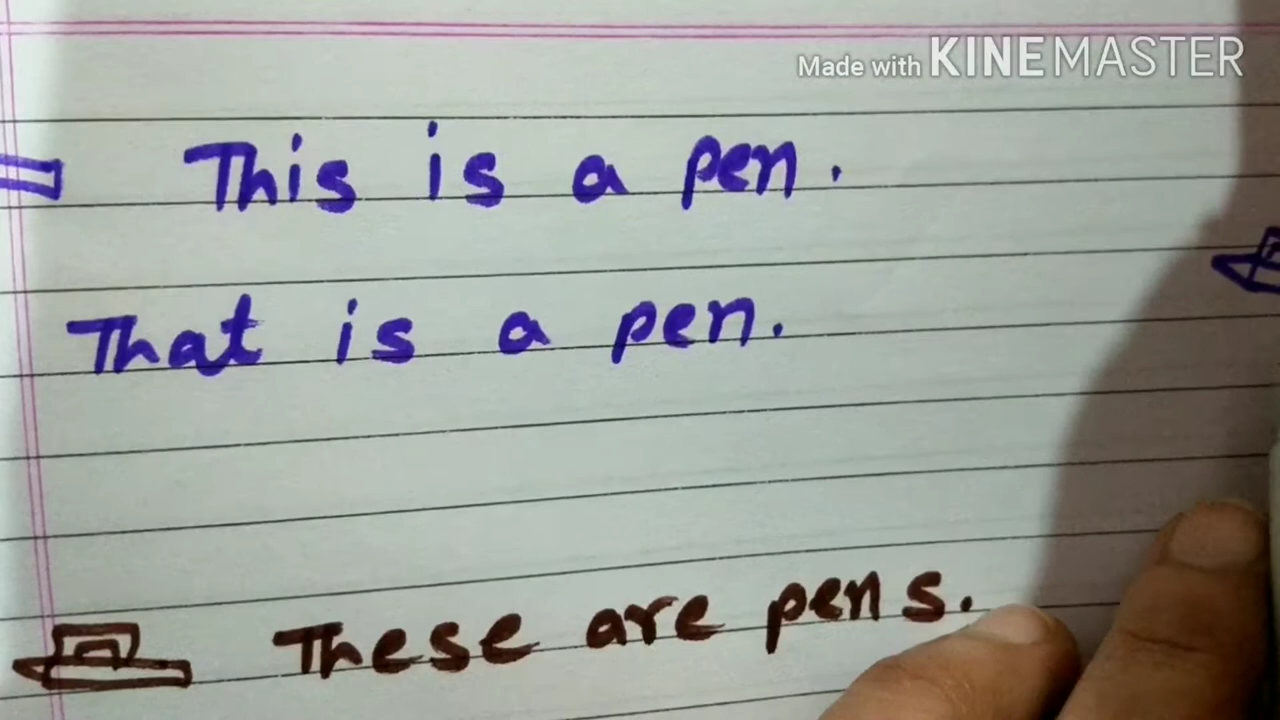 Made with KINEMASTER
This is a pen.
That is a pen.
These are pens.